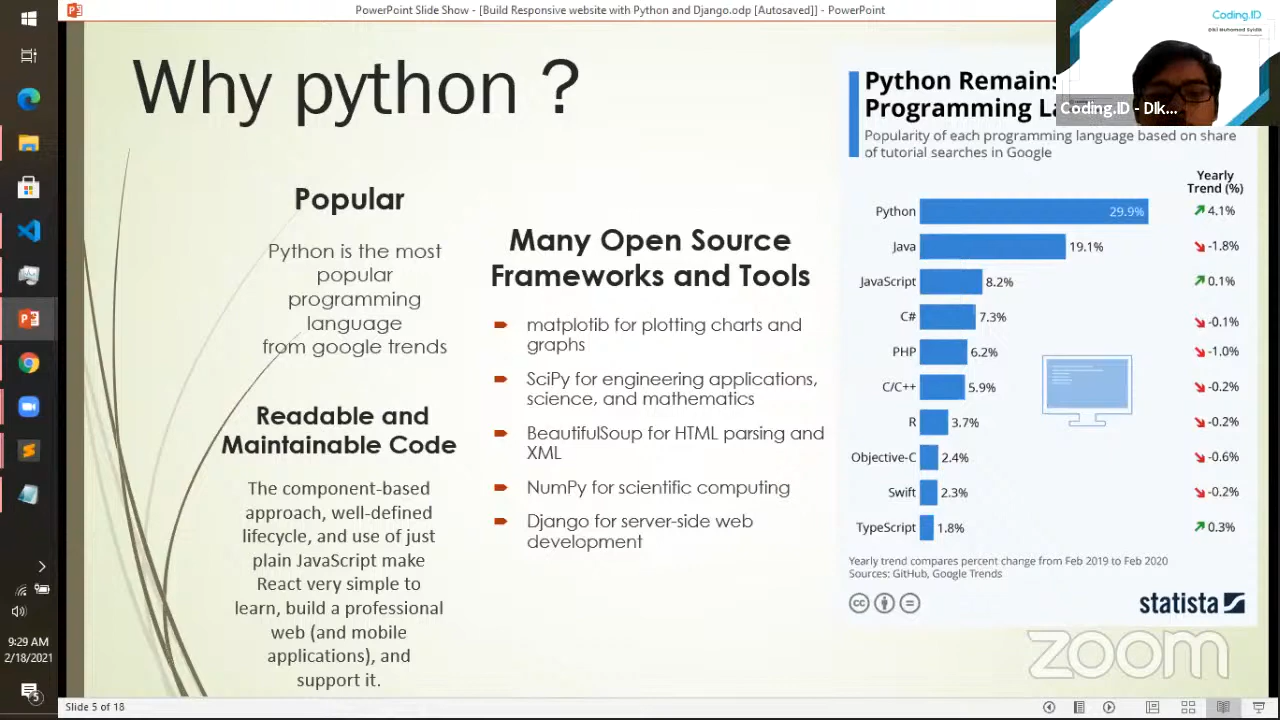 PowerPoint Slide Show - [Build Responsive website with Python and Django.odp [Autosaved]] - PowerPoint
Coding.ID
Coding.ID - DIk...
Why python ?
Popular
Python is the most
popular
programming
language
from google trends
Readable and
Maintainable Code
The component-based
approach, well-defined
lifecycle, and use of just
plain JavaScript make
React very simple to
learn, build a professional
web (and mobile
applications), and
support it.
Many Open Source
Frameworks and Tools
matplotib for plotting charts and
graphs
SciPy for engineering applications,
science, and mathematics
BeautifulSoup for HTML parsing and
XML
NumPy for scientific computing
Django for server-side web
development
Python Remains
Programming La
Popularity of each programming language based on share
of tutorial searches in Google
Yearly
Trend (%)
Python 29.9% 4.1%
Java 19.1% -1.8%
JavaScript 8.2% 0.1%
C# 7.3% -0.1%
PHP 6.2% -1.0%
C/C++ 5.9% -0.2%
R 3.7% -0.2%
Objective-C 2.4% -0.6%
Swift 2.3% -0.2%
TypeScript 1.8% 0.3%
Yearly trend compares percent change from Feb 2019 to Feb 2020
Sources: GitHub, Google Trends
cc
statista
zoom
9:29 AM
2/18/2021
5
Slide 5 of 18